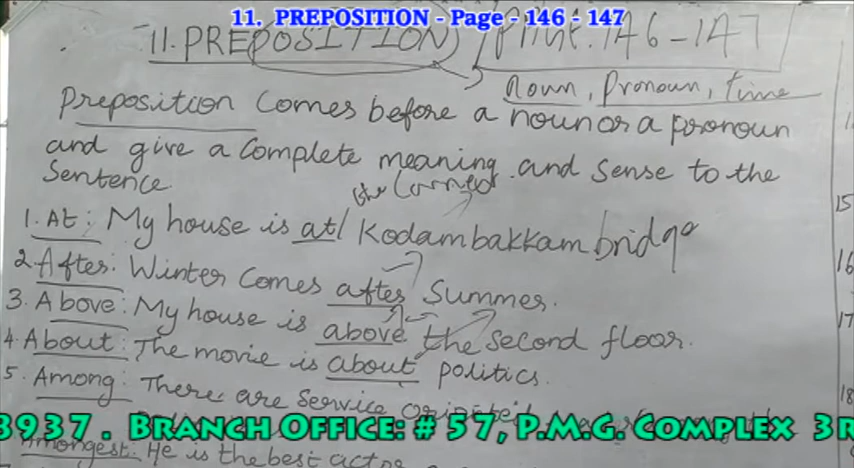 11. PREPOSITION - Page - 146 - 147
11. PREPOSITION) 146-147
noun, Pronoun, time
Preposition Comes before a noun or a pronoun
and give a complete meaning and sense to the
Sentence
the Corner of
1. At: My house is at Kodambakkam bridge
2 After: Winter comes after Summer.
3. Above: My house is above the second floor.
4. About: The movie is about politics.
5. Among: There are service
3937 . BRANCH OFFICE: # 57, P.M.G. COMPLEX 3R
Amongest: He is the best actor
15
16
17
18